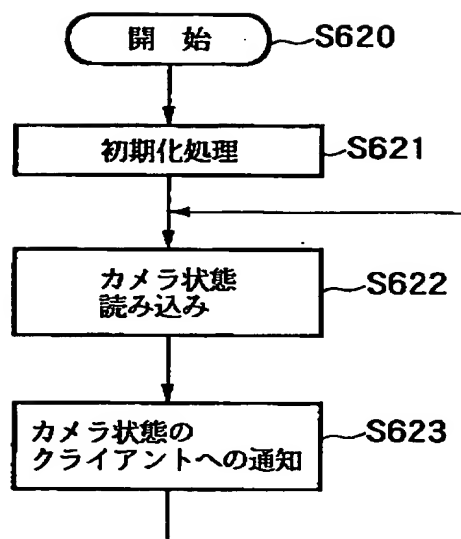 開 始
S620
初期化処理
S621
カメラ状態
読み込み
S622
カメラ状態の
クライアントへの通知
S623